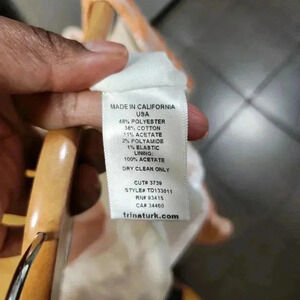 MADE IN CALIFORNIA
USA
48% POLYESTER
38% COTTON
11% ACETATE
2% POLYAMIDE
1% ELASTIC
LINING:
100% ACETATE
DRY CLEAN ONLY
CUT# 3739
STYLE# TD133011
RN# 93415
CA# 34460
trinaturk.com